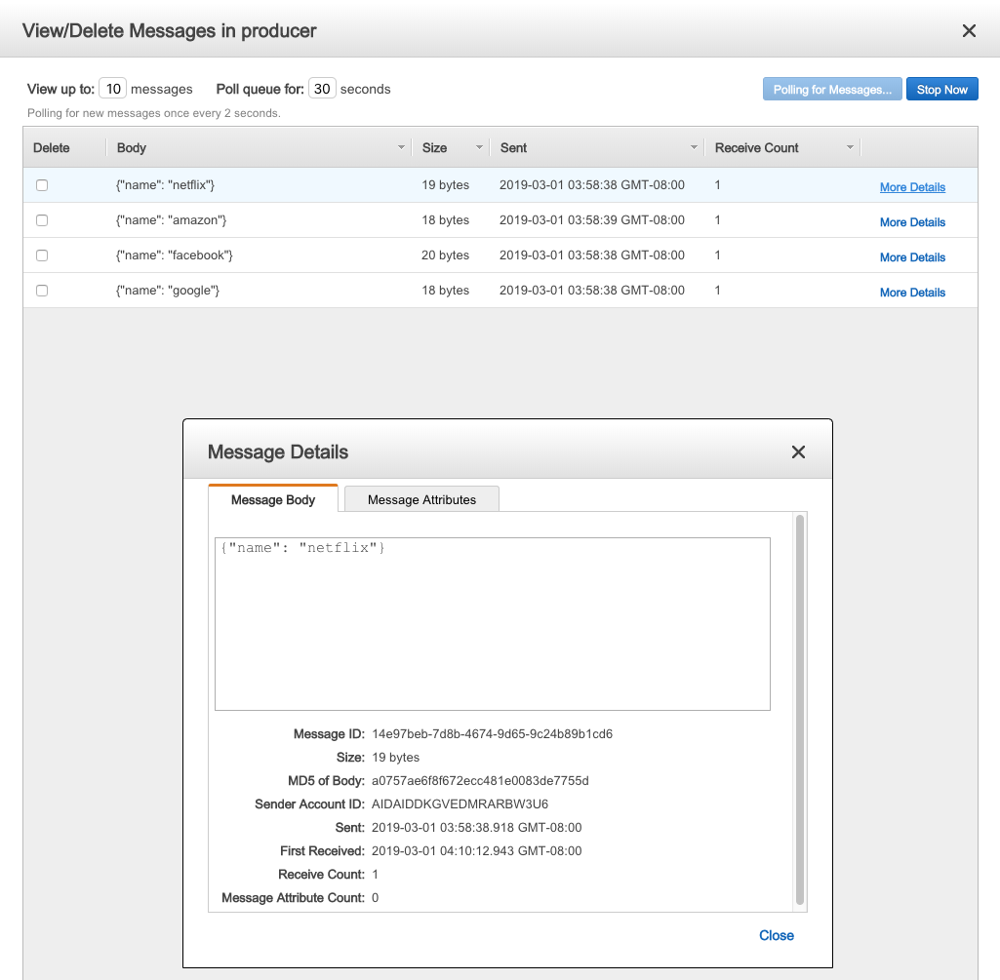 View/Delete Messages in producer
View up to: 10 messages Poll queue for: 30 seconds Polling for Messages... Stop Now
Polling for new messages once every 2 seconds.
Delete Body Size Sent Receive Count
{"name": "netflix"} 19 bytes 2019-03-01 03:58:38 GMT-08:00 1 More Details
{"name": "amazon"} 18 bytes 2019-03-01 03:58:39 GMT-08:00 1 More Details
{"name": "facebook"} 20 bytes 2019-03-01 03:58:38 GMT-08:00 1 More Details
{"name": "google"} 18 bytes 2019-03-01 03:58:38 GMT-08:00 1 More Details
Message Details
Message Body Message Attributes
{"name": "netflix"}
Message ID: 14e97beb-7d8b-4674-9d65-9c24b89b1cd6
Size: 19 bytes
MD5 of Body: a0757ae6f8f672ecc481e0083de7755d
Sender Account ID: AIDAIDDKGVEDMRARBW3U6
Sent: 2019-03-01 03:58:38.918 GMT-08:00
First Received: 2019-03-01 04:10:12.943 GMT-08:00
Receive Count: 1
Message Attribute Count: 0
Close